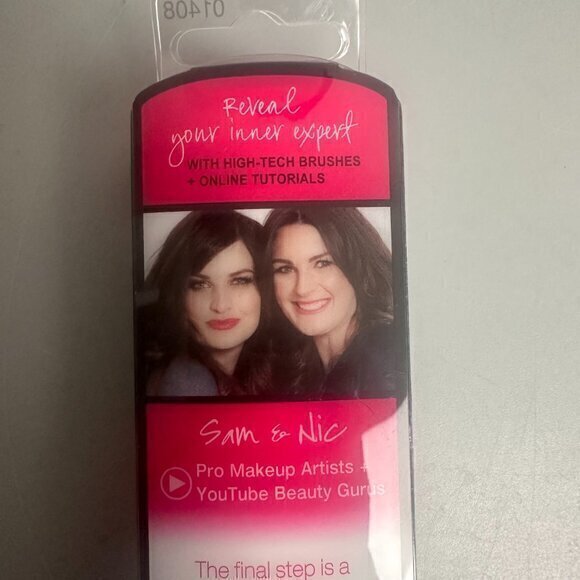 01408
Reveal
your inner expert
WITH HIGH-TECH BRUSHES
+ ONLINE TUTORIALS
Sam & Nic
Pro Makeup Artists +
YouTube Beauty Gurus
The final step is a